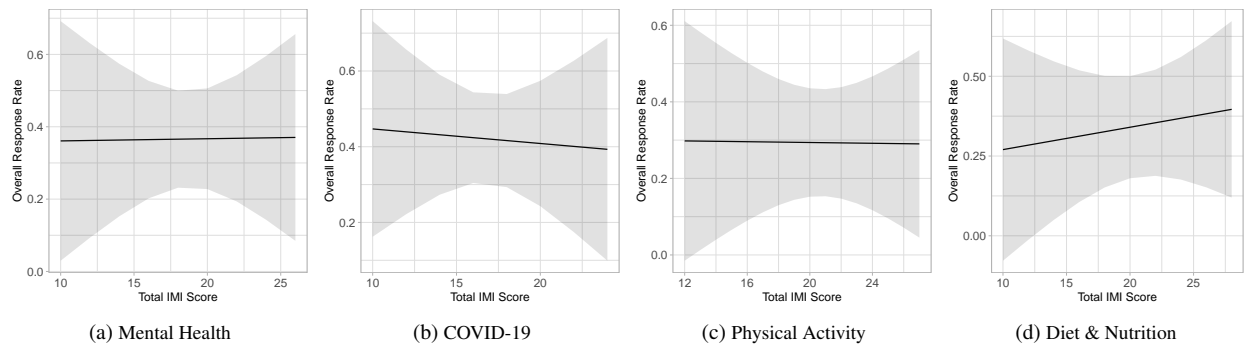 Overall Response Rate
0.6
0.4
0.2
0.0
10 15 20 25
Total IMI Score
(a) Mental Health
Overall Response Rate
0.6
0.4
0.2
10 15 20
Total IMI Score
(b) COVID-19
Overall Response Rate
0.6
0.4
0.2
0.0
12 16 20 24
Total IMI Score
(c) Physical Activity
Overall Response Rate
0.50
0.25
0.00
10 15 20 25
Total IMI Score
(d) Diet & Nutrition